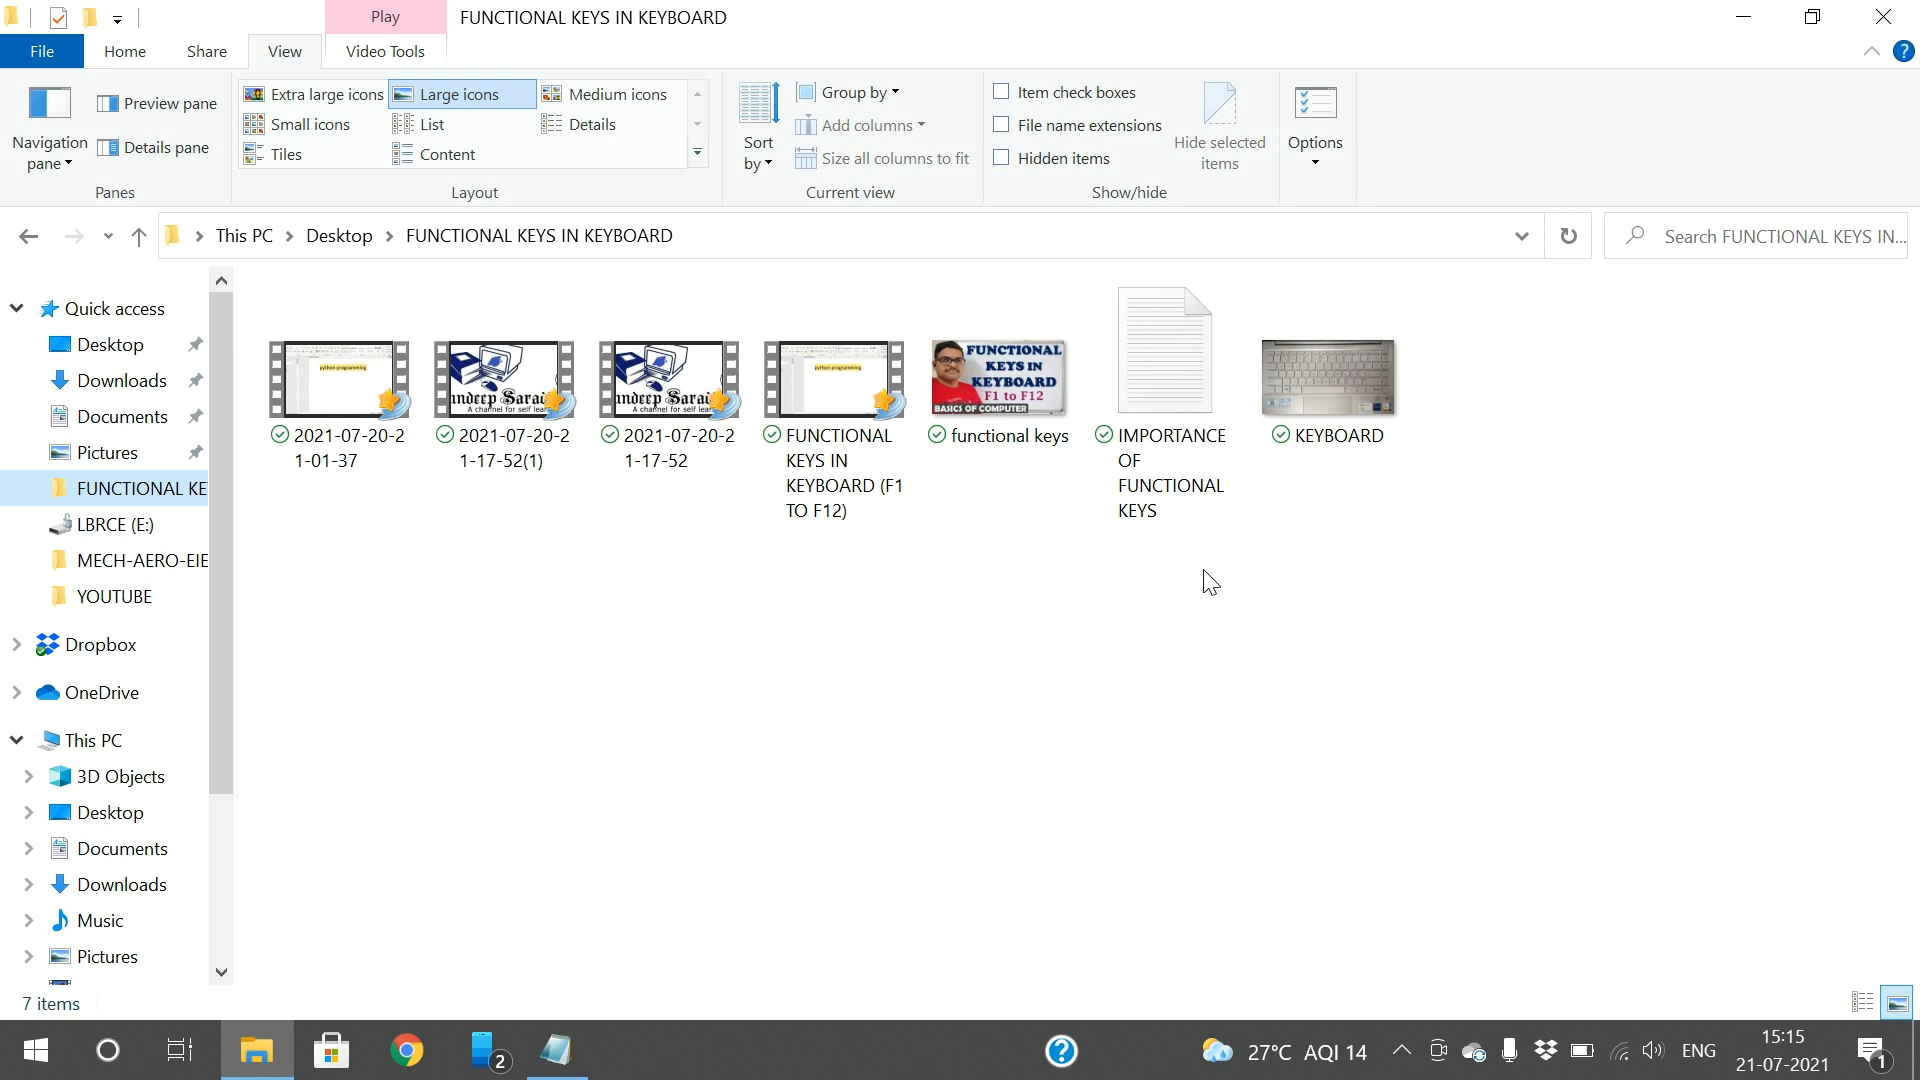 Play
FUNCTIONAL KEYS IN KEYBOARD
File
Home
Share
View
Video Tools
?
Navigation pane
Preview pane
Details pane
Panes
Extra large icons
Large icons
Medium icons
Small icons
List
Details
Tiles
Content
Layout
Sort by
Group by
Add columns
Size all columns to fit
Current view
Item check boxes
File name extensions
Hidden items
Hide selected items
Show/hide
Options
This PC > Desktop > FUNCTIONAL KEYS IN KEYBOARD
Search FUNCTIONAL KEYS IN...
Quick access
Desktop
Downloads
Documents
Pictures
FUNCTIONAL KE
LBRCE (E:)
MECH-AERO-EIE
YOUTUBE
Dropbox
OneDrive
This PC
3D Objects
Desktop
Documents
Downloads
Music
Pictures
python programming
2021-07-20-2
1-01-37
andeep Sarad
A channel for self lear
2021-07-20-2
1-17-52(1)
andeep Sarad
A channel for self lear
2021-07-20-2
1-17-52
python programming
FUNCTIONAL
KEYS IN
KEYBOARD (F1
TO F12)
FUNCTIONAL
KEYS IN
KEYBOARD
F1 to F12
BASICS OF COMPUTER
functional keys
IMPORTANCE
OF
FUNCTIONAL
KEYS
KEYBOARD
7 items
2
?
27°C AQI 14
ENG
15:15
21-07-2021
1